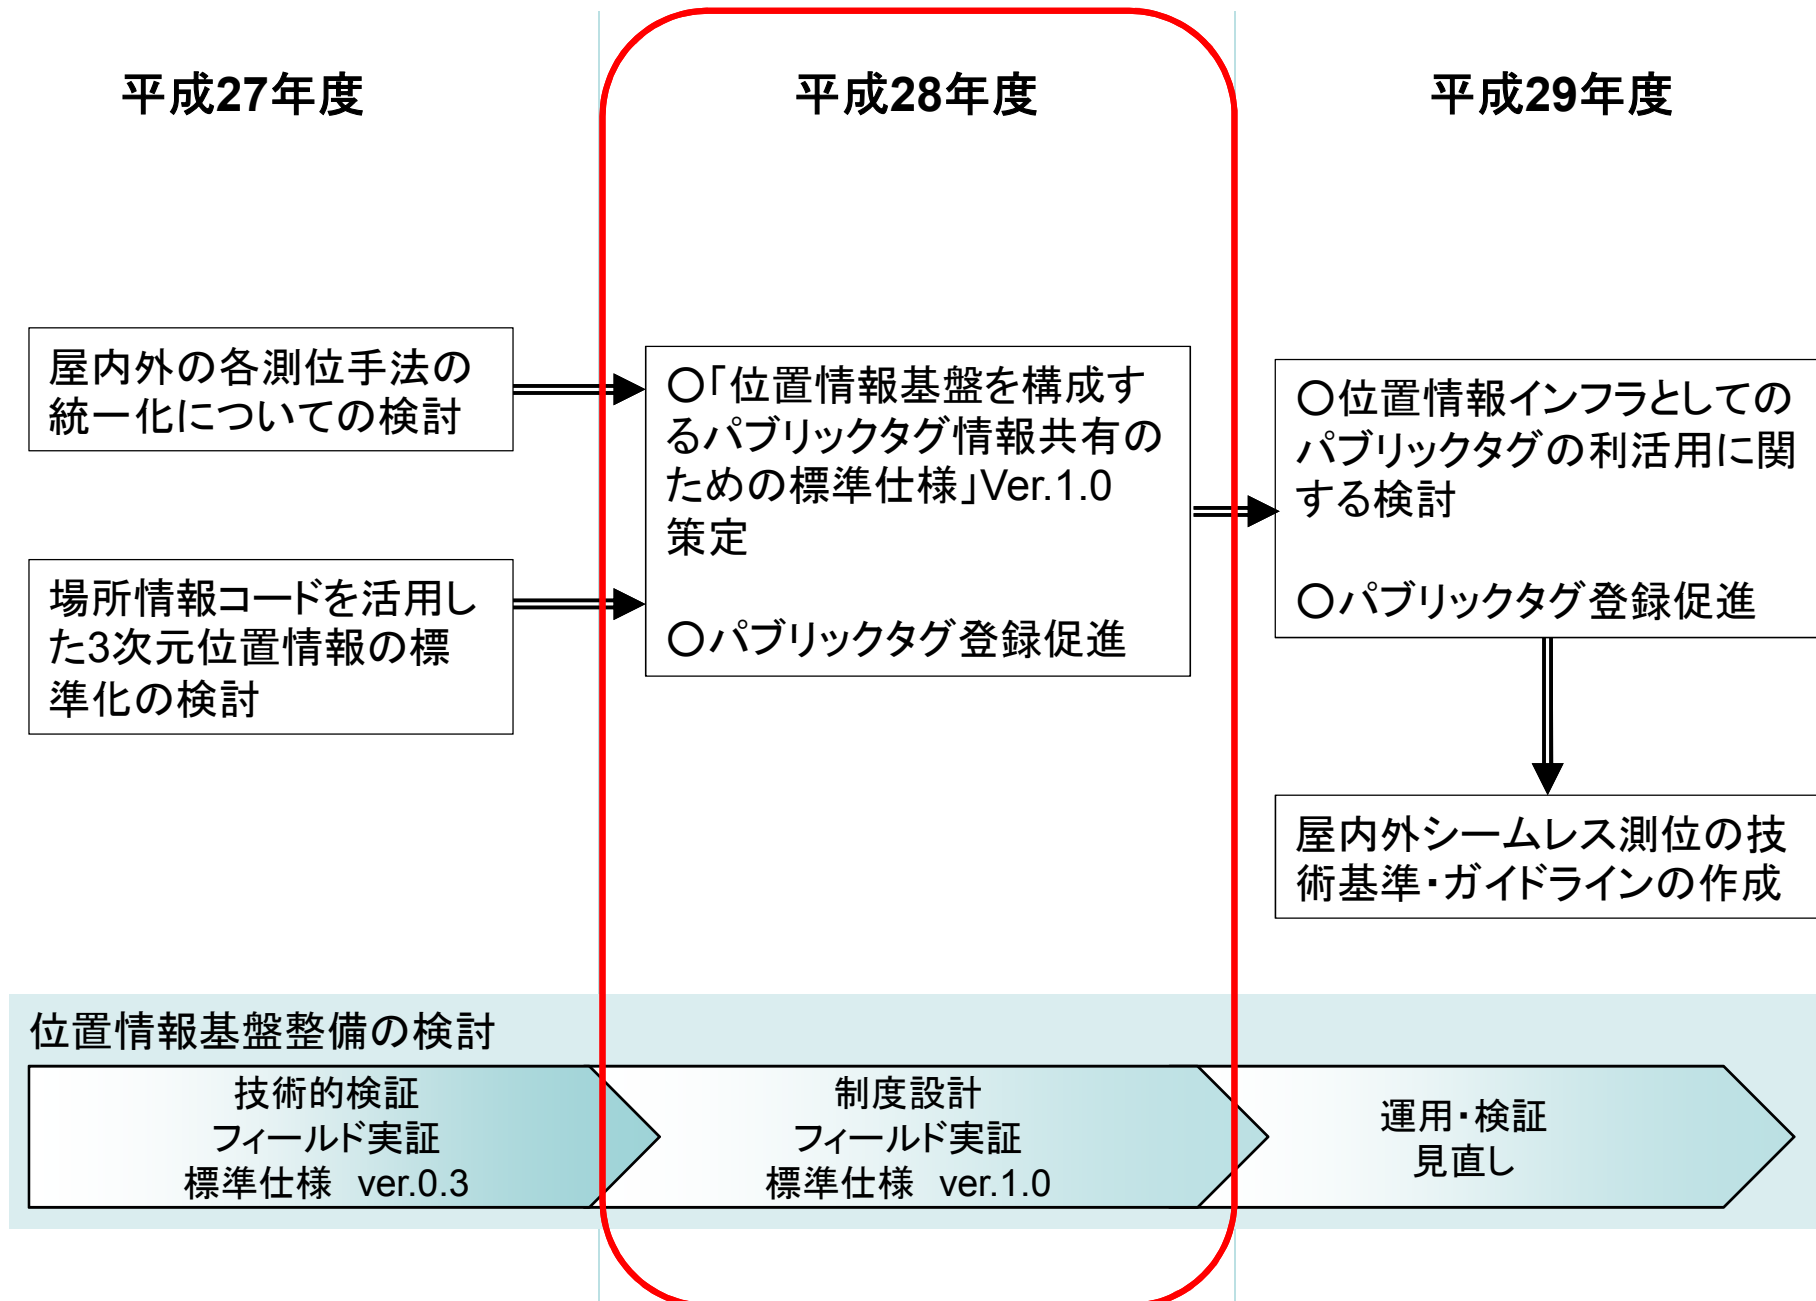 平成27年度
平成28年度
平成29年度
屋内外の各測位手法の
統一化についての検討
場所情報コードを活用し
た3次元位置情報の標
準化の検討
○「位置情報基盤を構成す
るパブリックタグ情報共有の
ための標準仕様」Ver.1.0
策定
○パブリックタグ登録促進
○位置情報インフラとしての
パブリックタグの利活用に関
する検討
○パブリックタグ登録促進
屋内外シームレス測位の技
術基準・ガイドラインの作成
位置情報基盤整備の検討
技術的検証
フィールド実証
標準仕様　ver.0.3
制度設計
フィールド実証
標準仕様　ver.1.0
運用・検証
見直し